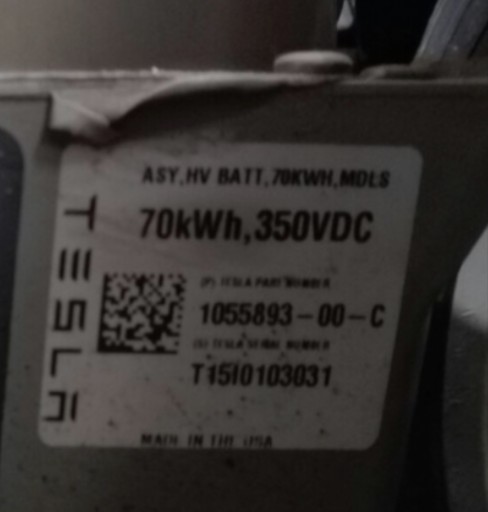 ASY,HV BATT,70KWH,MDLS
70kWh,350VDC
(P) TESLA PART NUMBER
1055893-00-C
(S) TESLA SERIAL NUMBER
T15I0103031
MADE IN THE USA
TESLA